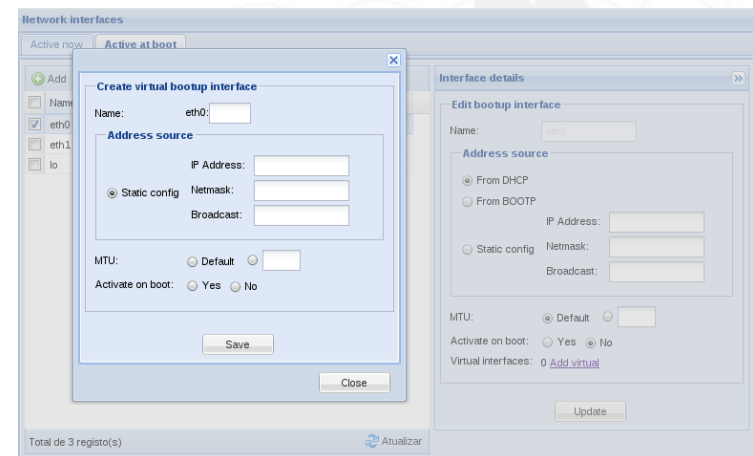 Network interfaces
Active now Active at boot
Add
Name
eth0
eth1
lo
Create virtual bootup interface
Name: eth0:
Address source
IP Address:
Static config Netmask:
Broadcast:
MTU: Default
Activate on boot: Yes No
Save
Close
Interface details
Edit bootup interface
Name: eth0
Address source
From DHCP
From BOOTP
IP Address:
Static config Netmask:
Broadcast:
MTU: Default
Activate on boot: Yes No
Virtual interfaces: 0 Add virtual
Update
Total de 3 registo(s) Atualizar